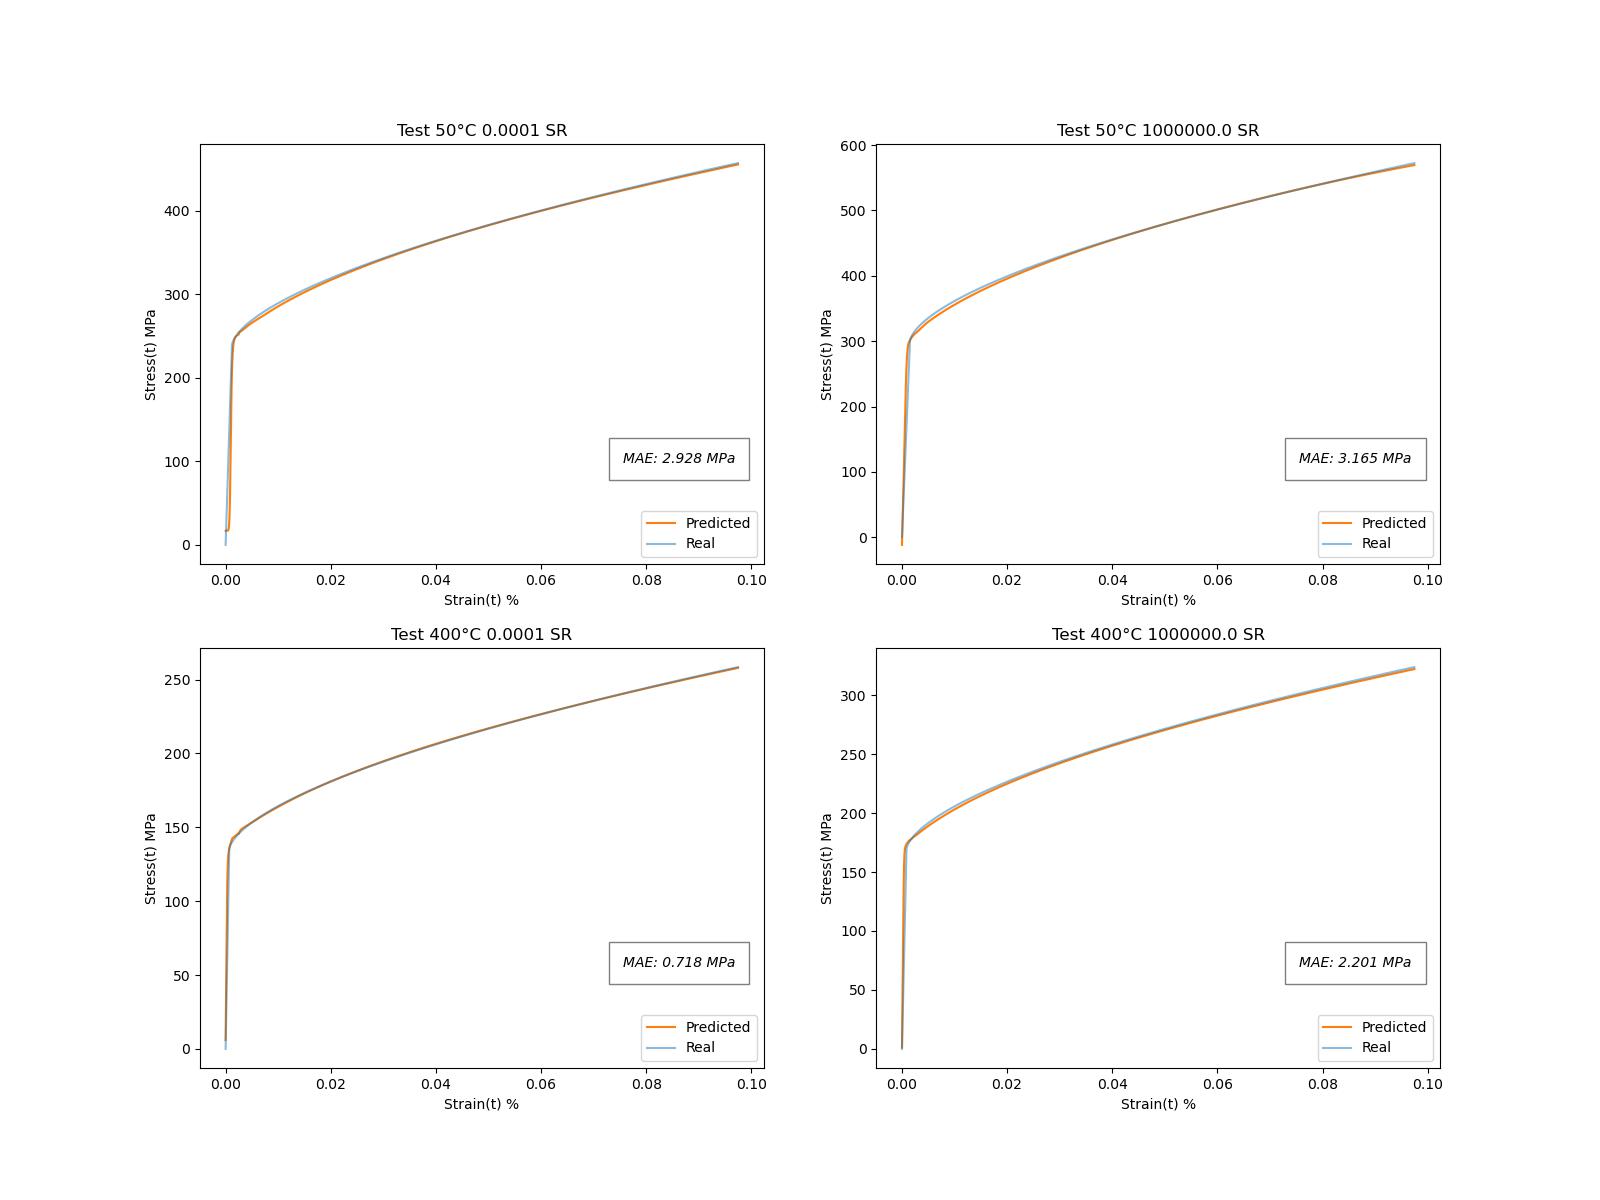 Test 50°C 0.0001 SR
Stress(t) MPa
400
300
200
100
0
MAE: 2.928 MPa
Predicted
Real
0.00 0.02 0.04 0.06 0.08 0.10
Strain(t) %
Test 50°C 1000000.0 SR
Stress(t) MPa
600
500
400
300
200
100
0
MAE: 3.165 MPa
Predicted
Real
0.00 0.02 0.04 0.06 0.08 0.10
Strain(t) %
Test 400°C 0.0001 SR
Stress(t) MPa
250
200
150
100
50
0
MAE: 0.718 MPa
Predicted
Real
0.00 0.02 0.04 0.06 0.08 0.10
Strain(t) %
Test 400°C 1000000.0 SR
Stress(t) MPa
300
250
200
150
100
50
0
MAE: 2.201 MPa
Predicted
Real
0.00 0.02 0.04 0.06 0.08 0.10
Strain(t) %